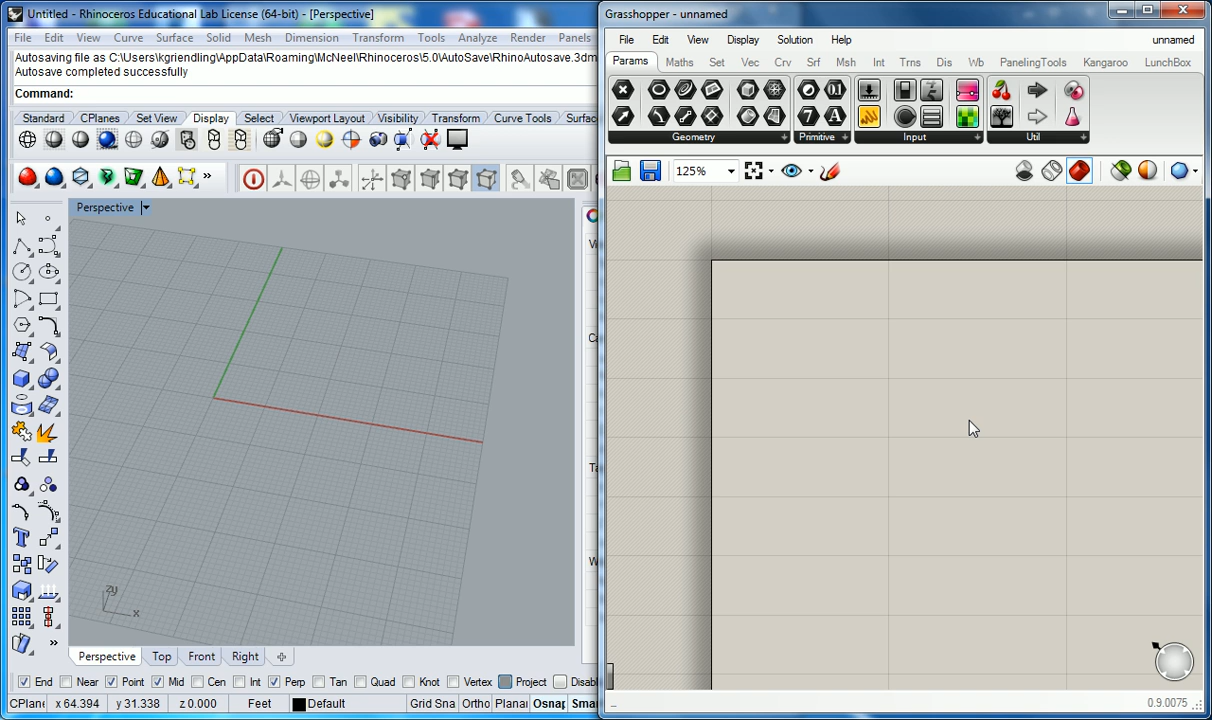 Untitled - Rhinoceros Educational Lab License (64-bit) - [Perspective]
File Edit View Curve Surface Solid Mesh Dimension Transform Tools Analyze Render Panels
Autosaving file as C:\Users\kgriendling\AppData\Roaming\McNeel\Rhinoceros\5.0\AutoSave\RhinoAutosave.3dm
Autosave completed successfully
Command:
Standard CPlanes Set View Display Select Viewport Layout Visibility Transform Curve Tools Surfac
Perspective
zy
x
Perspective Top Front Right
End Near Point Mid Cen Int Perp Tan Quad Knot Vertex Project Disable
CPlane x 64.394 y 31.338 z 0.000 Feet Default Grid Sna Ortho Planar Osnap Smar
Grasshopper - unnamed
File Edit View Display Solution Help unnamed
Params Maths Set Vec Crv Srf Msh Int Trns Dis Wb PanelingTools Kangaroo LunchBox
Geometry Primitive Input Util
125%
0.9.0075